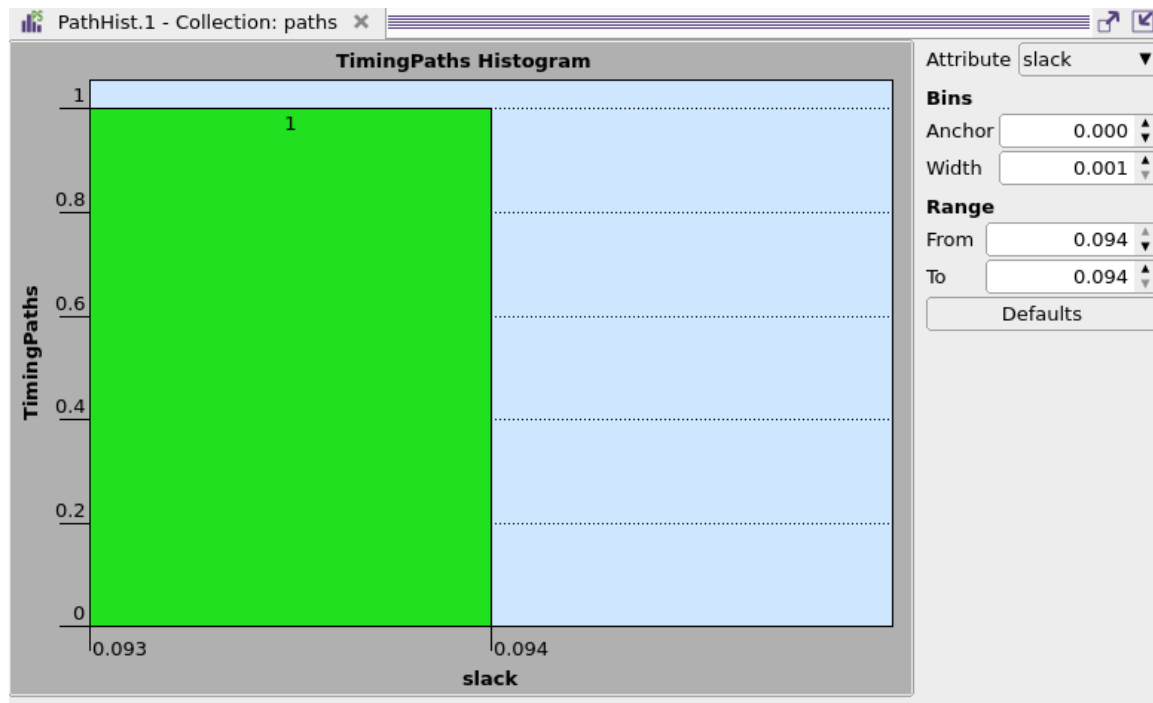 PathHist.1 - Collection: paths
TimingPaths Histogram
1
0.8
0.6
0.4
0.2
0
TimingPaths
1
0.093
0.094
slack
Attribute slack
Bins
Anchor 0.000
Width 0.001
Range
From 0.094
To 0.094
Defaults